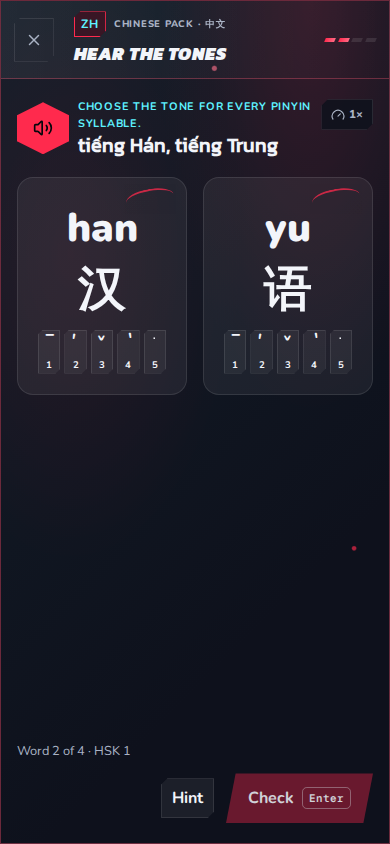 ZH CHINESE PACK · 中文
HEAR THE TONES
CHOOSE THE TONE FOR EVERY PINYIN
SYLLABLE.
tiếng Hán, tiếng Trung
1×
han yu
汉 语
ˉ ˊ ˇ ˋ · ˉ ˊ ˇ ˋ ·
1 2 3 4 5 1 2 3 4 5
Word 2 of 4 · HSK 1
Hint Check Enter